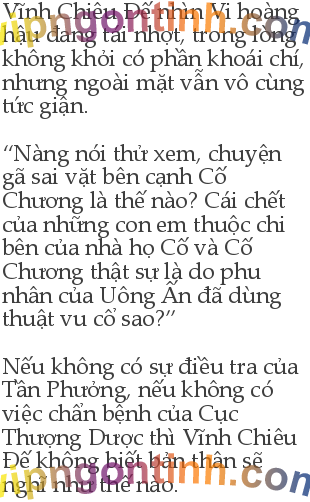 Vĩnh Chiêu Đế nhìn Vi hoàng
hậu đang tái nhợt, trong lòng
không khỏi có phần khoái chí,
nhưng ngoài mặt vẫn vô cùng
tức giận.
“Nàng nói thử xem, chuyện
gã sai vặt bên cạnh Cố
Chương là thế nào? Cái chết
của những con em thuộc chi
bên của nhà họ Cố và Cố
Chương thật sự là do phu
nhân của Uông Ấn đã dùng
thuật vu cổ sao?”
Nếu không có sự điều tra của
Tần Phưởng, nếu không có
việc chẩn bệnh của Cục
Thượng Dược thì Vĩnh Chiêu
Đế không biết bản thân sẽ
nghĩ như thế nào.